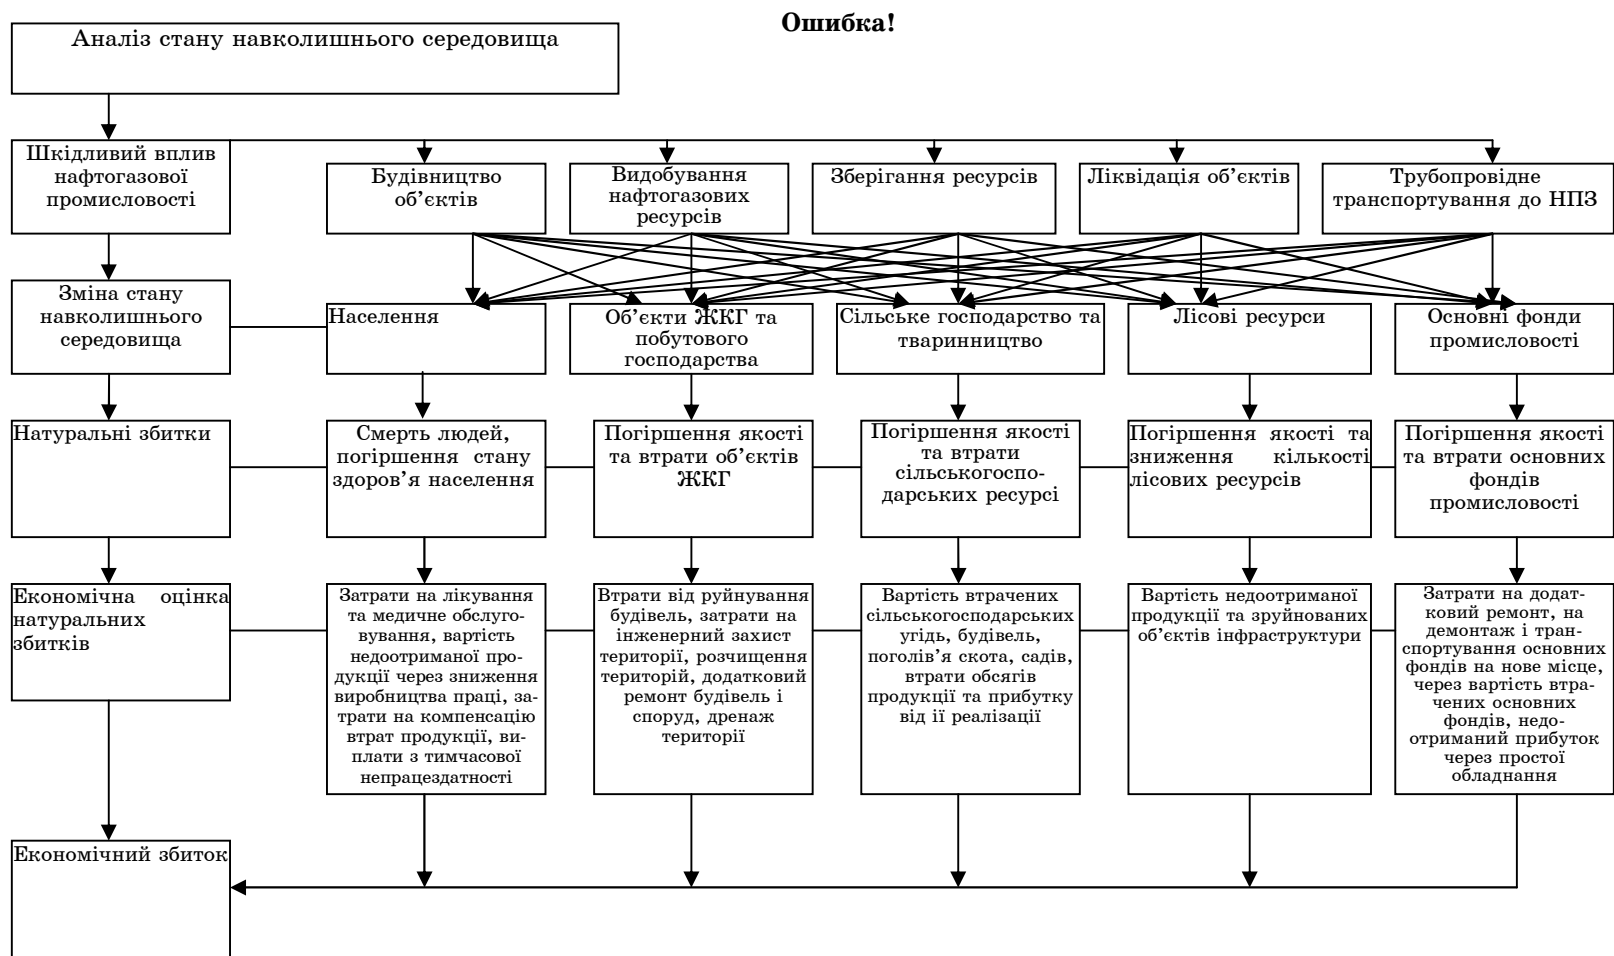 Ошибка!
Аналіз стану навколишнього середовища
Шкідливий вплив
нафтогазової
промисловості
Будівництво
об’єктів
Видобування
нафтогазових
ресурсів
Зберігання ресурсів
Ліквідація об’єктів
Трубопровідне
транспортування до НПЗ
Зміна стану
навколишнього
середовища
Населення
Об’єкти ЖКГ та
побутового
господарства
Сільське господарство та
тваринництво
Лісові ресурси
Основні фонди
промисловості
Натуральні збитки
Смерть людей,
погіршення стану
здоров’я населення
Погіршення якості
та втрати об’єктів
ЖКГ
Погіршення якості
та втрати
сільськогоспо-
дарських ресурсі
Погіршення якості та
зниження кількості
лісових ресурсів
Погіршення якості
та втрати основних
фондів
промисловості
Економічна оцінка
натуральних
збитків
Затрати на лікування
та медичне обслуго-
вування, вартість
недоотриманої про-
дукції через зниження
виробництва праці, за-
трати на компенсацію
втрат продукції, ви-
плати з тимчасової
непрацездатності
Втрати від руйнування
будівель, затрати на
інженерний захист
території, розчищення
територій, додатковий
ремонт будівель і
споруд, дренаж
території
Вартість втрачених
сільськогосподарських
угідь, будівель,
поголів’я скота, садів,
втрати обсягів
продукції та прибутку
від ії реалізації
Вартість недоотриманої
продукції та зруйнованих
об’єктів інфраструктури
Затрати на додат-
ковий ремонт, на
демонтаж і тран-
спортування основних
фондів на нове місце,
через вартість втра-
чених основних
фондів, недо-
отриманий прибуток
через простої
обладнання
Економічний збиток